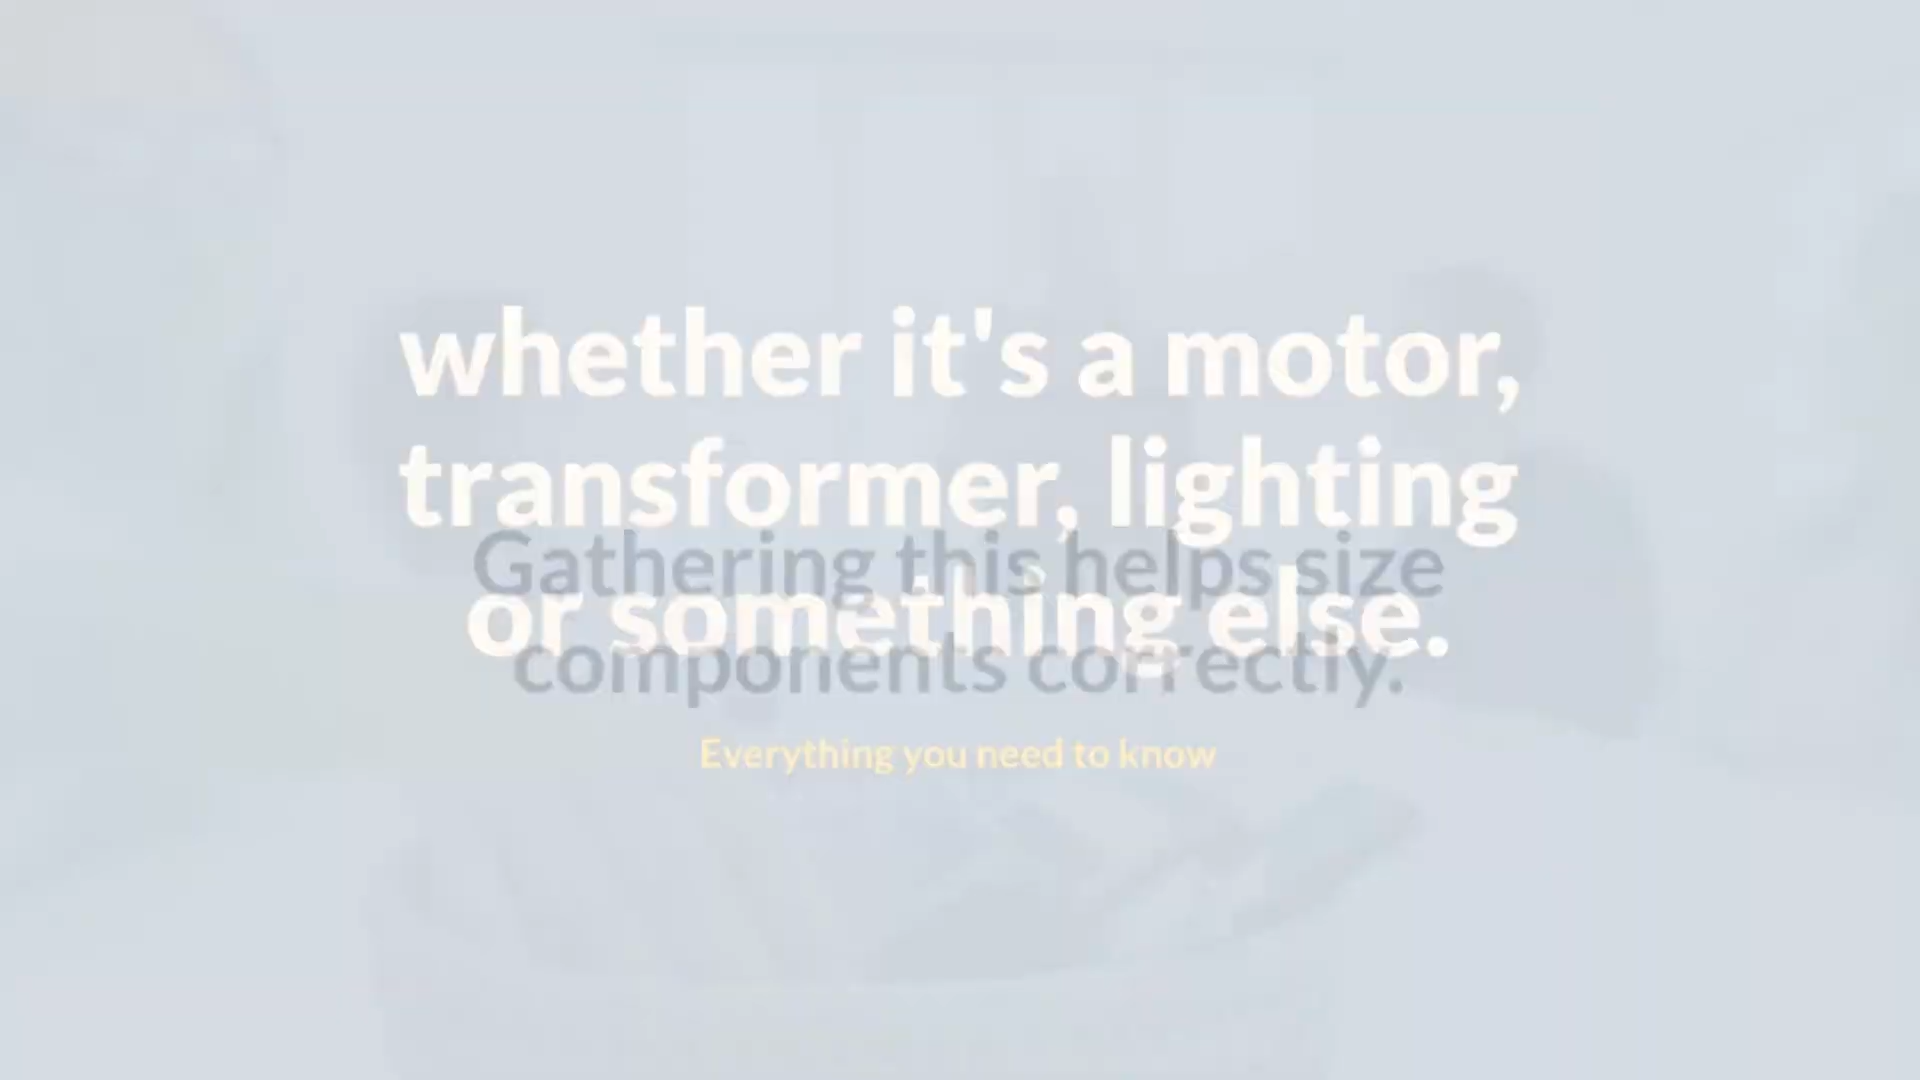 whether it's a motor,
transformer, lighting
or something else.
Gathering this helps size
components correctly.
Everything you need to know